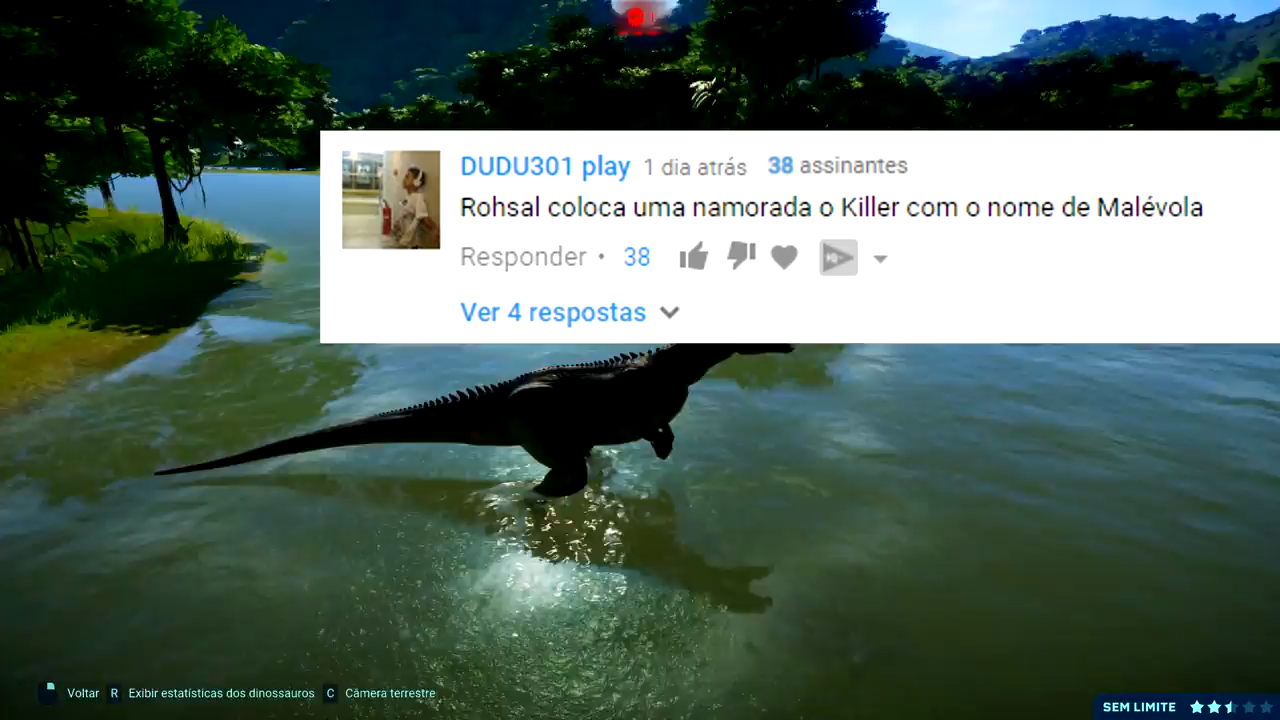 DUDU301 play 1 dia atrás 38 assinantes
Rohsal coloca uma namorada o Killer com o nome de Malévola
Responder • 38
Ver 4 respostas
Voltar R Exibir estatísticas dos dinossauros C Câmera terrestre
SEM LIMITE